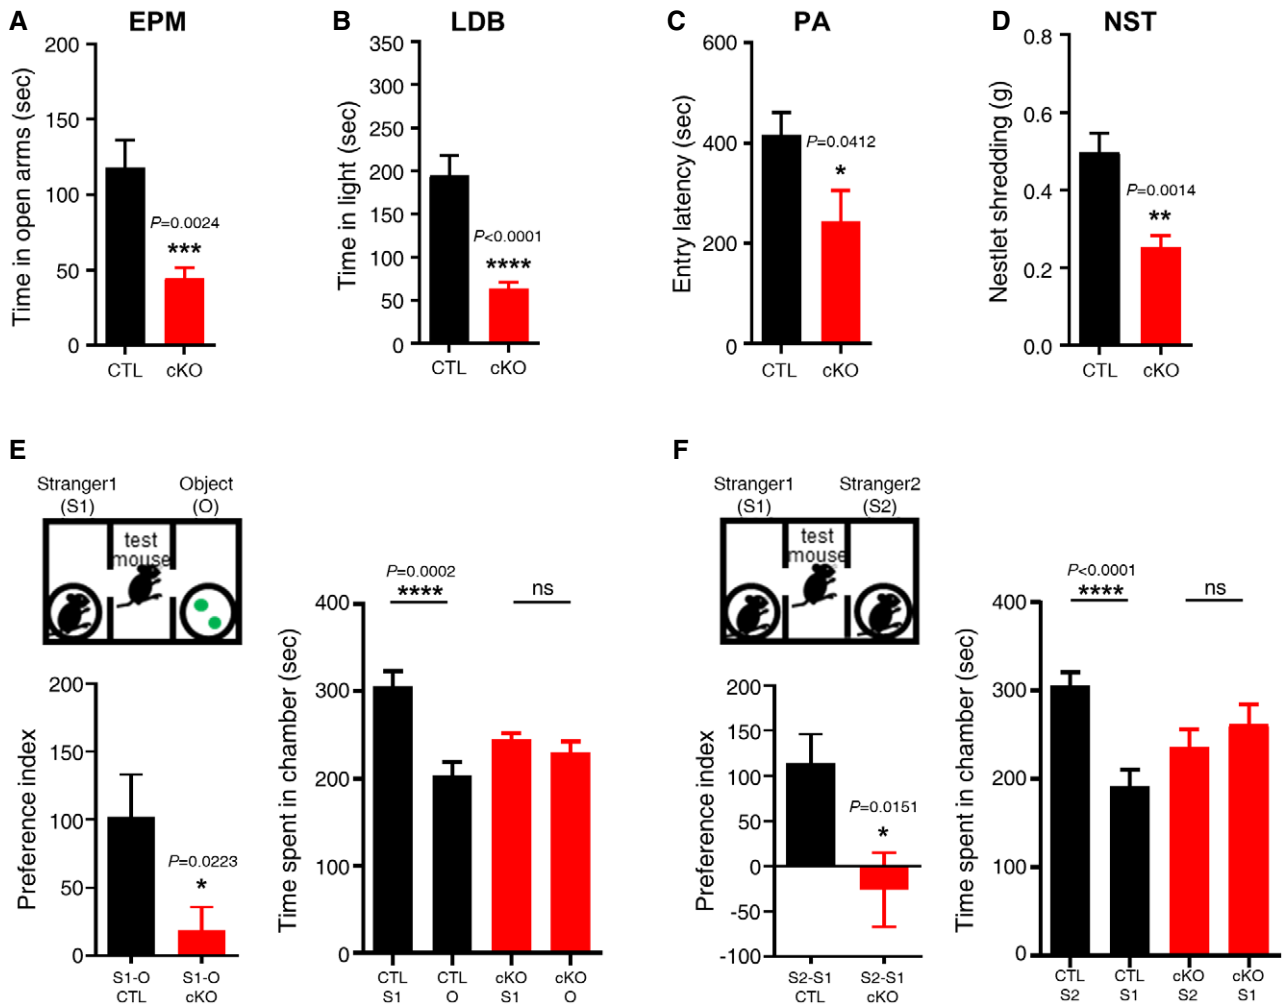 A EPM
Time in open arms (sec)
200
150
100
50
0
P=0.0024
***
CTL cKO
B LDB
Time in light (sec)
350
300
250
200
150
100
50
0
P<0.0001
****
CTL cKO
C PA
Entry latency (sec)
600
400
200
0
P=0.0412
*
CTL cKO
D NST
Nestlet shredding (g)
0.8
0.6
0.4
0.2
0.0
P=0.0014
**
CTL cKO
E
Stranger1 Object
(S1) (O)
test
mouse
Preference index
200
150
100
50
0
P=0.0223
*
S1-O S1-O
CTL cKO
Time spent in chamber (sec)
400
300
200
100
0
P=0.0002
**** ns
CTL CTL cKO cKO
S1 O S1 O
F
Stranger1 Stranger2
(S1) (S2)
test
mouse
Preference index
200
150
100
50
0
-50
-100
P=0.0151
*
S2-S1 S2-S1
CTL cKO
Time spent in chamber (sec)
400
300
200
100
0
P<0.0001
**** ns
CTL CTL cKO cKO
S2 S1 S2 S1